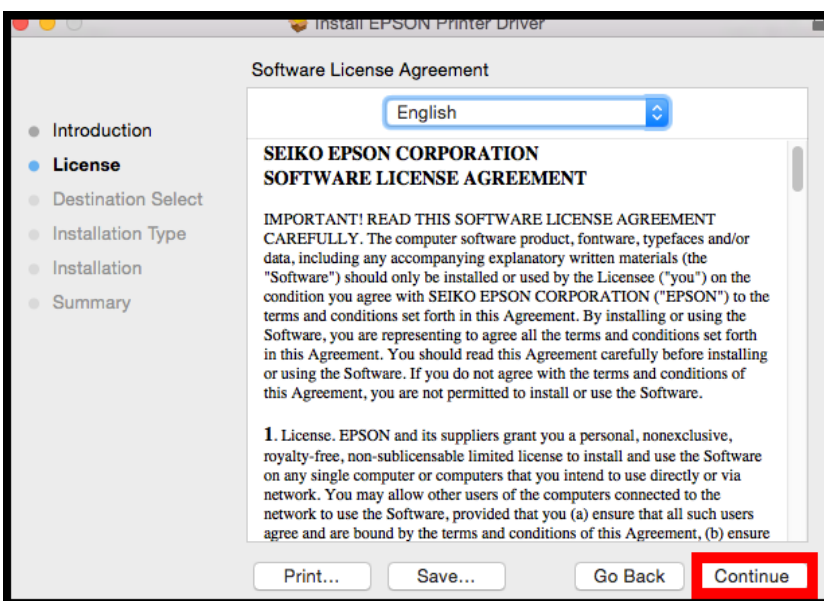 Install EPSON Printer Driver
Software License Agreement
English
Introduction
License
Destination Select
Installation Type
Installation
Summary
SEIKO EPSON CORPORATION
SOFTWARE LICENSE AGREEMENT
IMPORTANT! READ THIS SOFTWARE LICENSE AGREEMENT
CAREFULLY. The computer software product, fontware, typefaces and/or
data, including any accompanying explanatory written materials (the
"Software") should only be installed or used by the Licensee ("you") on the
condition you agree with SEIKO EPSON CORPORATION ("EPSON") to the
terms and conditions set forth in this Agreement. By installing or using the
Software, you are representing to agree all the terms and conditions set forth
in this Agreement. You should read this Agreement carefully before installing
or using the Software. If you do not agree with the terms and conditions of
this Agreement, you are not permitted to install or use the Software.
1. License. EPSON and its suppliers grant you a personal, nonexclusive,
royalty-free, non-sublicensable limited license to install and use the Software
on any single computer or computers that you intend to use directly or via
network. You may allow other users of the computers connected to the
network to use the Software, provided that you (a) ensure that all such users
agree and are bound by the terms and conditions of this Agreement, (b) ensure
Print...
Save...
Go Back
Continue